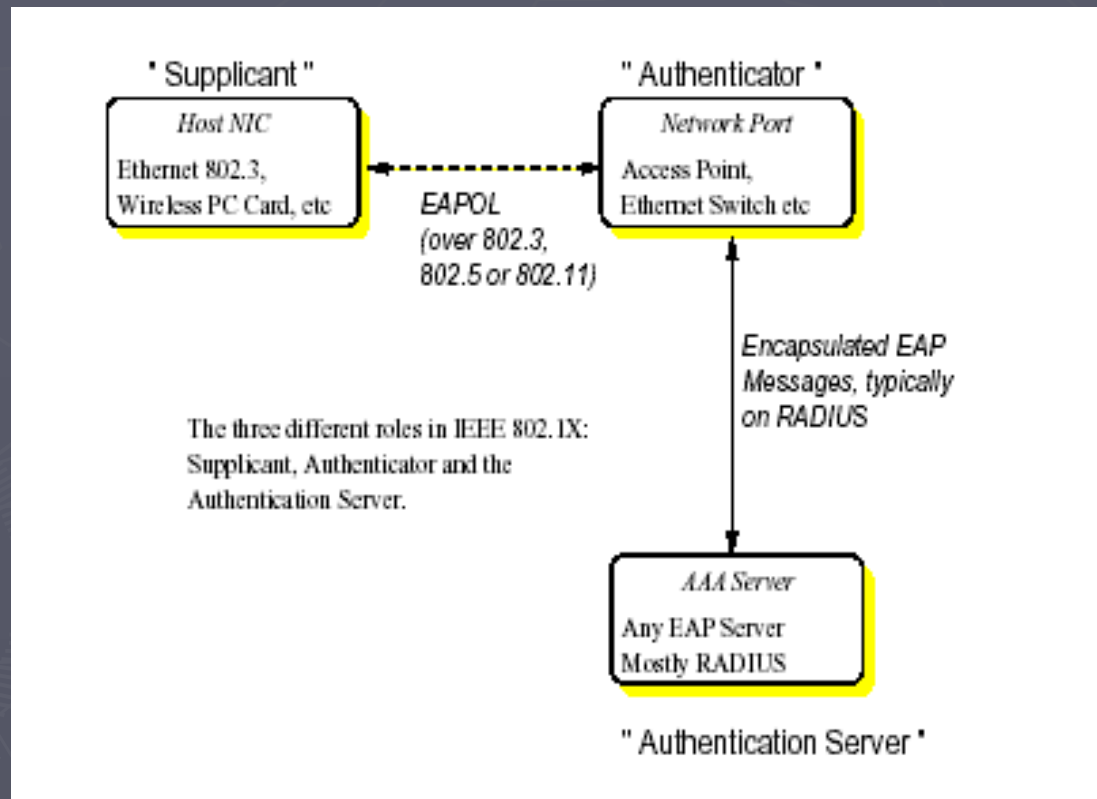 " Supplicant "
Host NIC
Ethernet 802.3,
Wireless PC Card, etc
EAPOL
(over 802.3,
802.5 or 802.11)
" Authenticator "
Network Port
Access Point,
Ethernet Switch etc
Encapsulated EAP
Messages, typically
on RADIUS
The three different roles in IEEE 802.1X:
Supplicant, Authenticator and the
Authentication Server.
AAA Server
Any EAP Server
Mostly RADIUS
" Authentication Server "